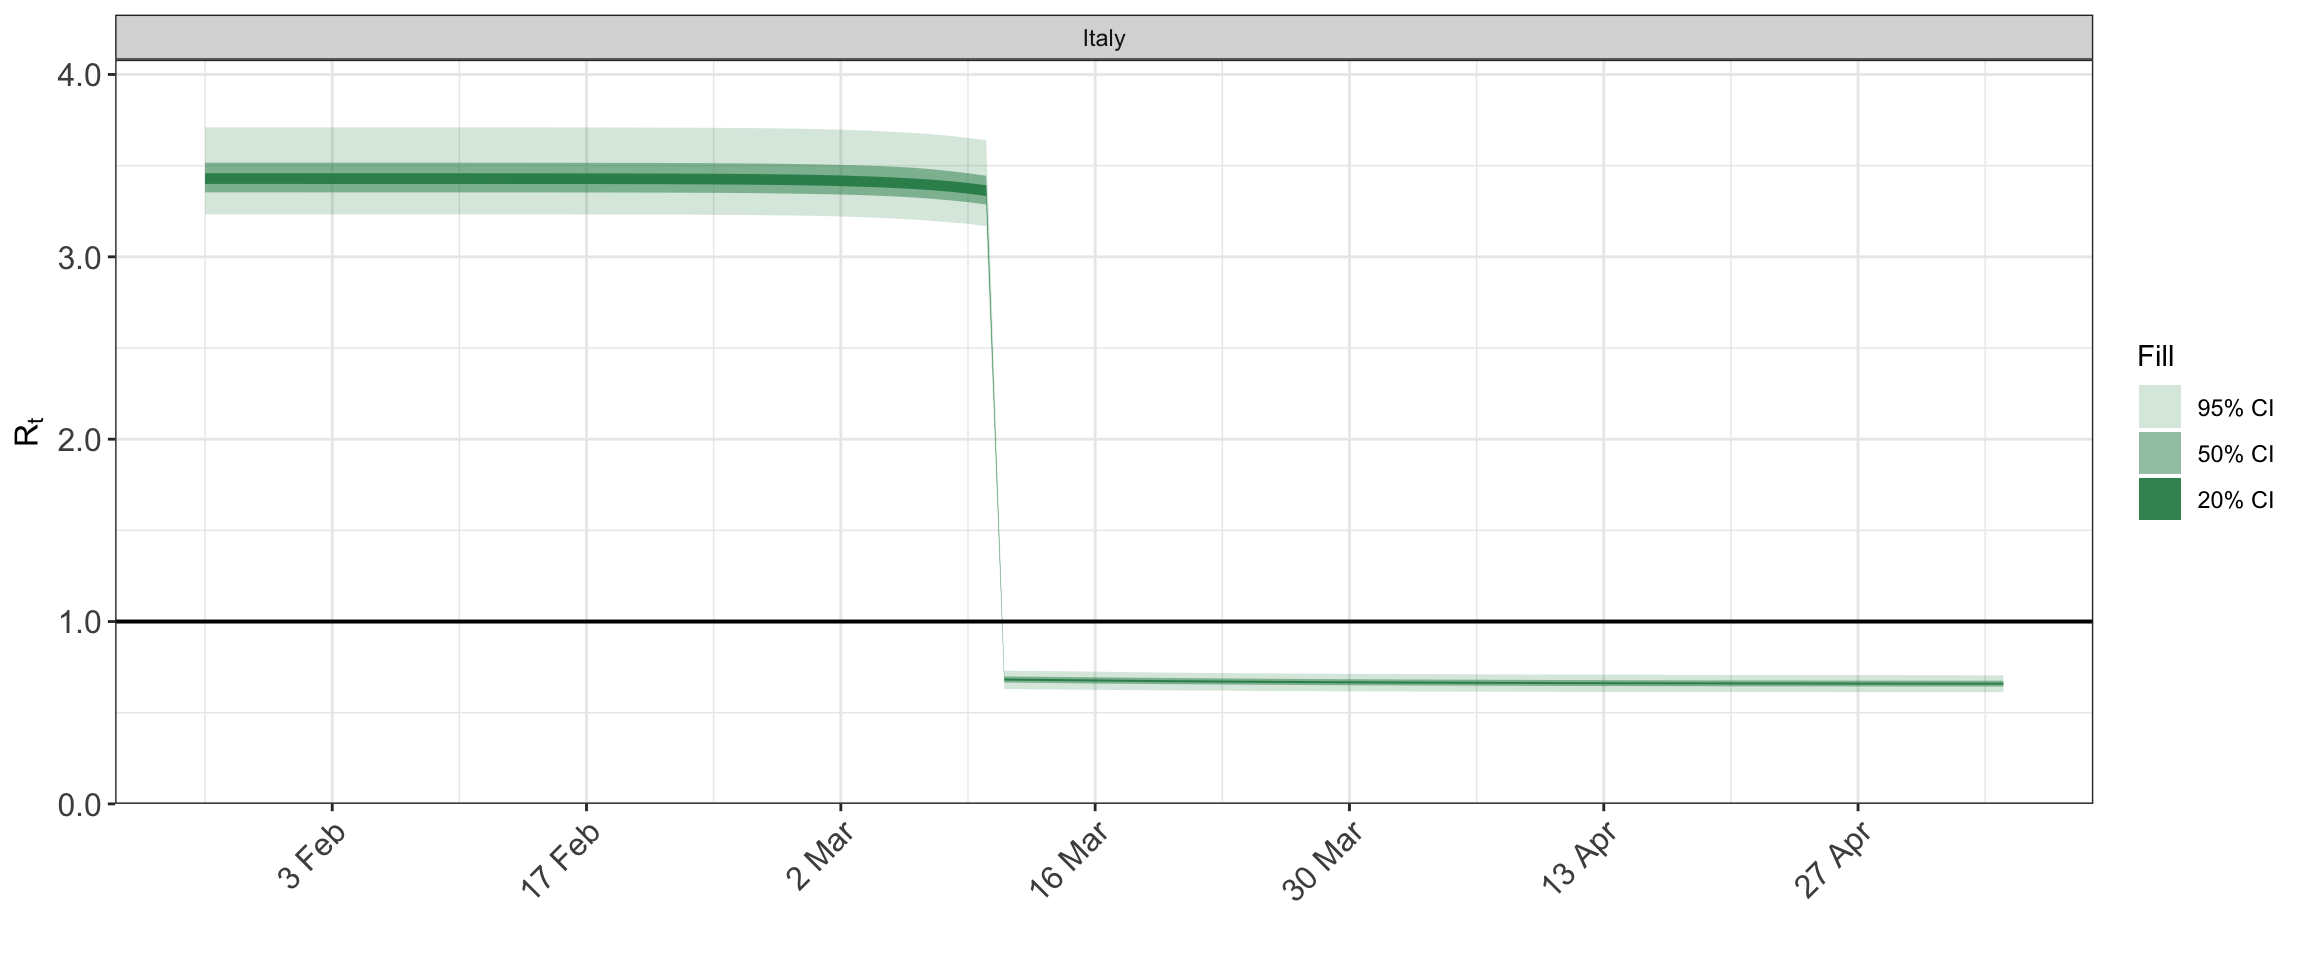 Italy
4.0
3.0
2.0
1.0
0.0
Rt
3 Feb
17 Feb
2 Mar
16 Mar
30 Mar
13 Apr
27 Apr
Fill
95% CI
50% CI
20% CI